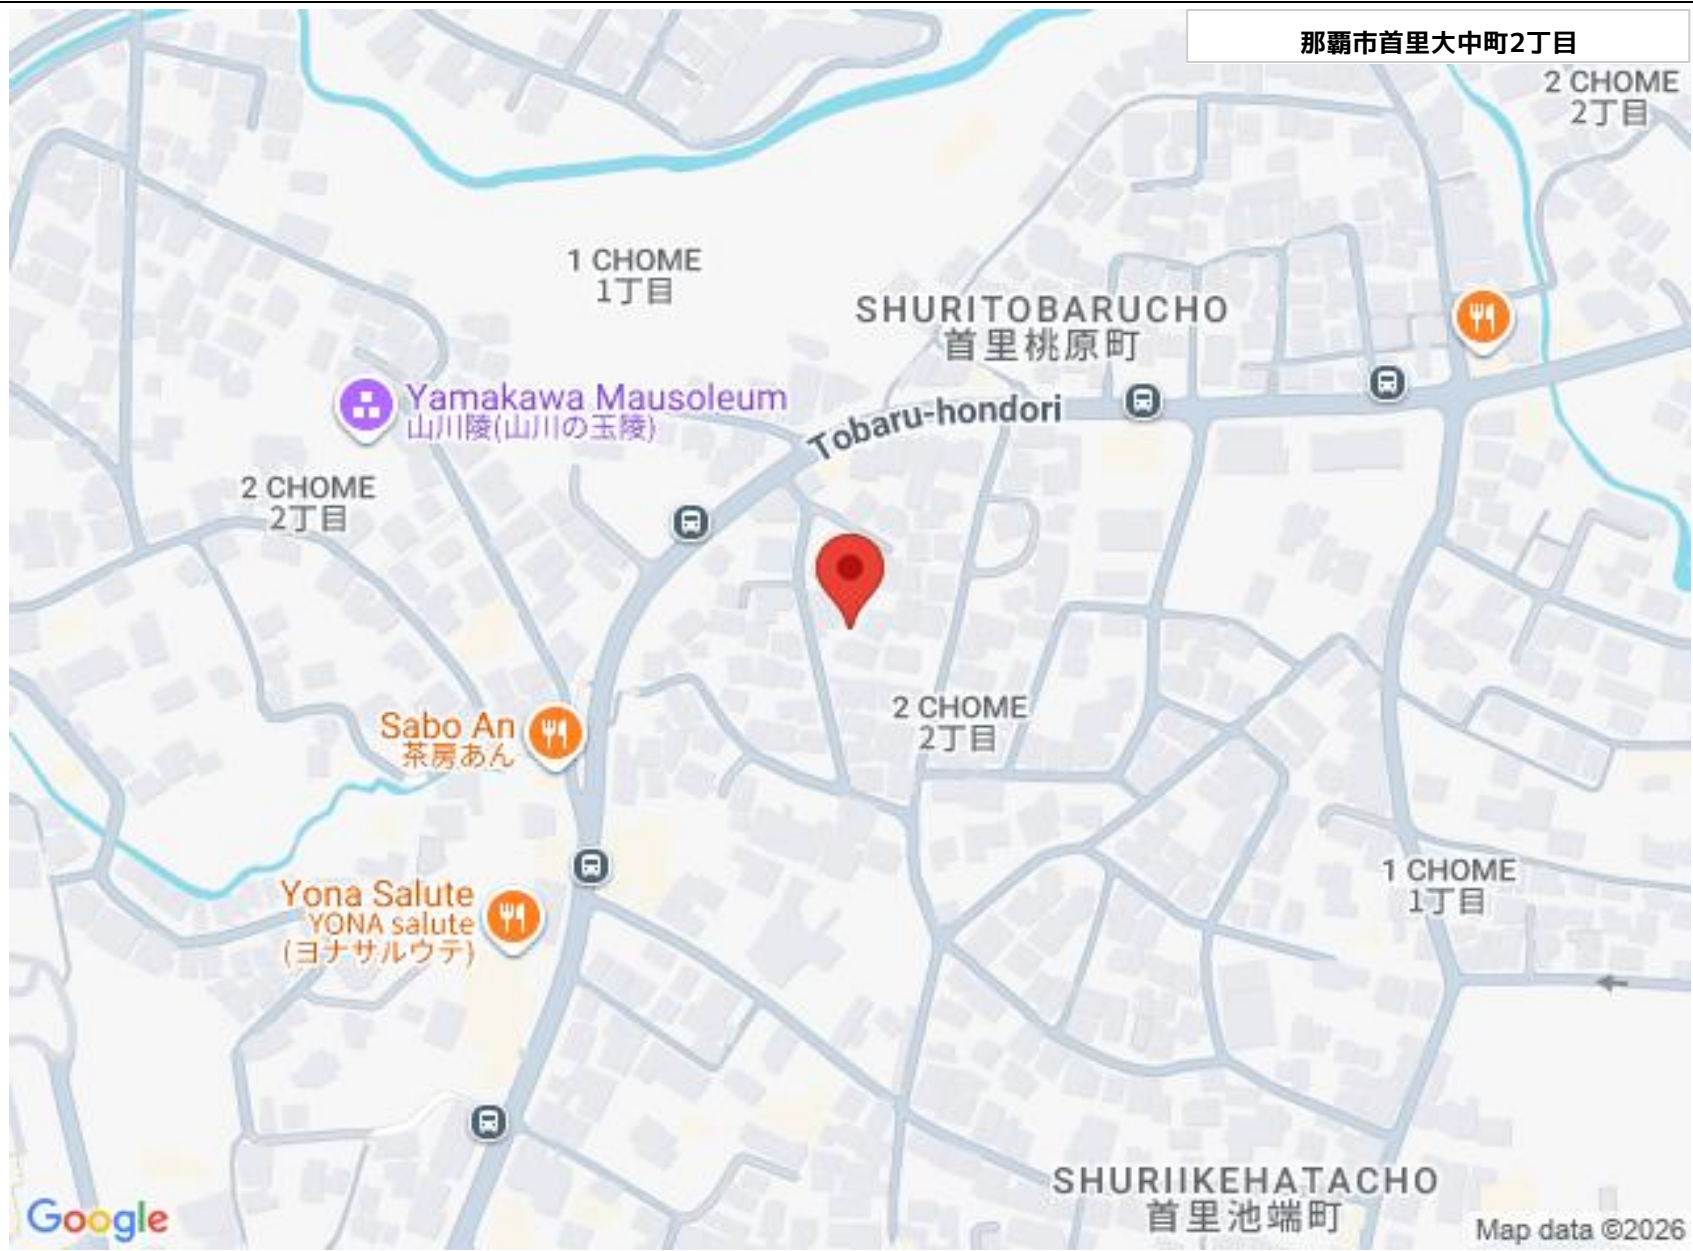 那覇市首里大中町2丁目
2 CHOME
2丁目
1 CHOME
1丁目
SHURITOBARUCHO
首里桃原町
Yamakawa Mausoleum
山川陵(山川の玉陵)
Tobaru-hondori
2 CHOME
2丁目
2 CHOME
2丁目
Sabo An
茶房あん
1 CHOME
1丁目
Yona Salute
YONA salute
(ヨナサルウテ)
SHURIIKEHATACHO
首里池端町
Google
Map data ©2026